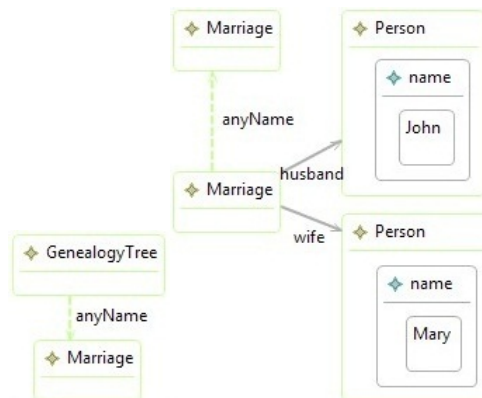 Marriage
anyName
Marriage
husband
wife
Person
name
John
Person
name
Mary
GenealogyTree
anyName
Marriage